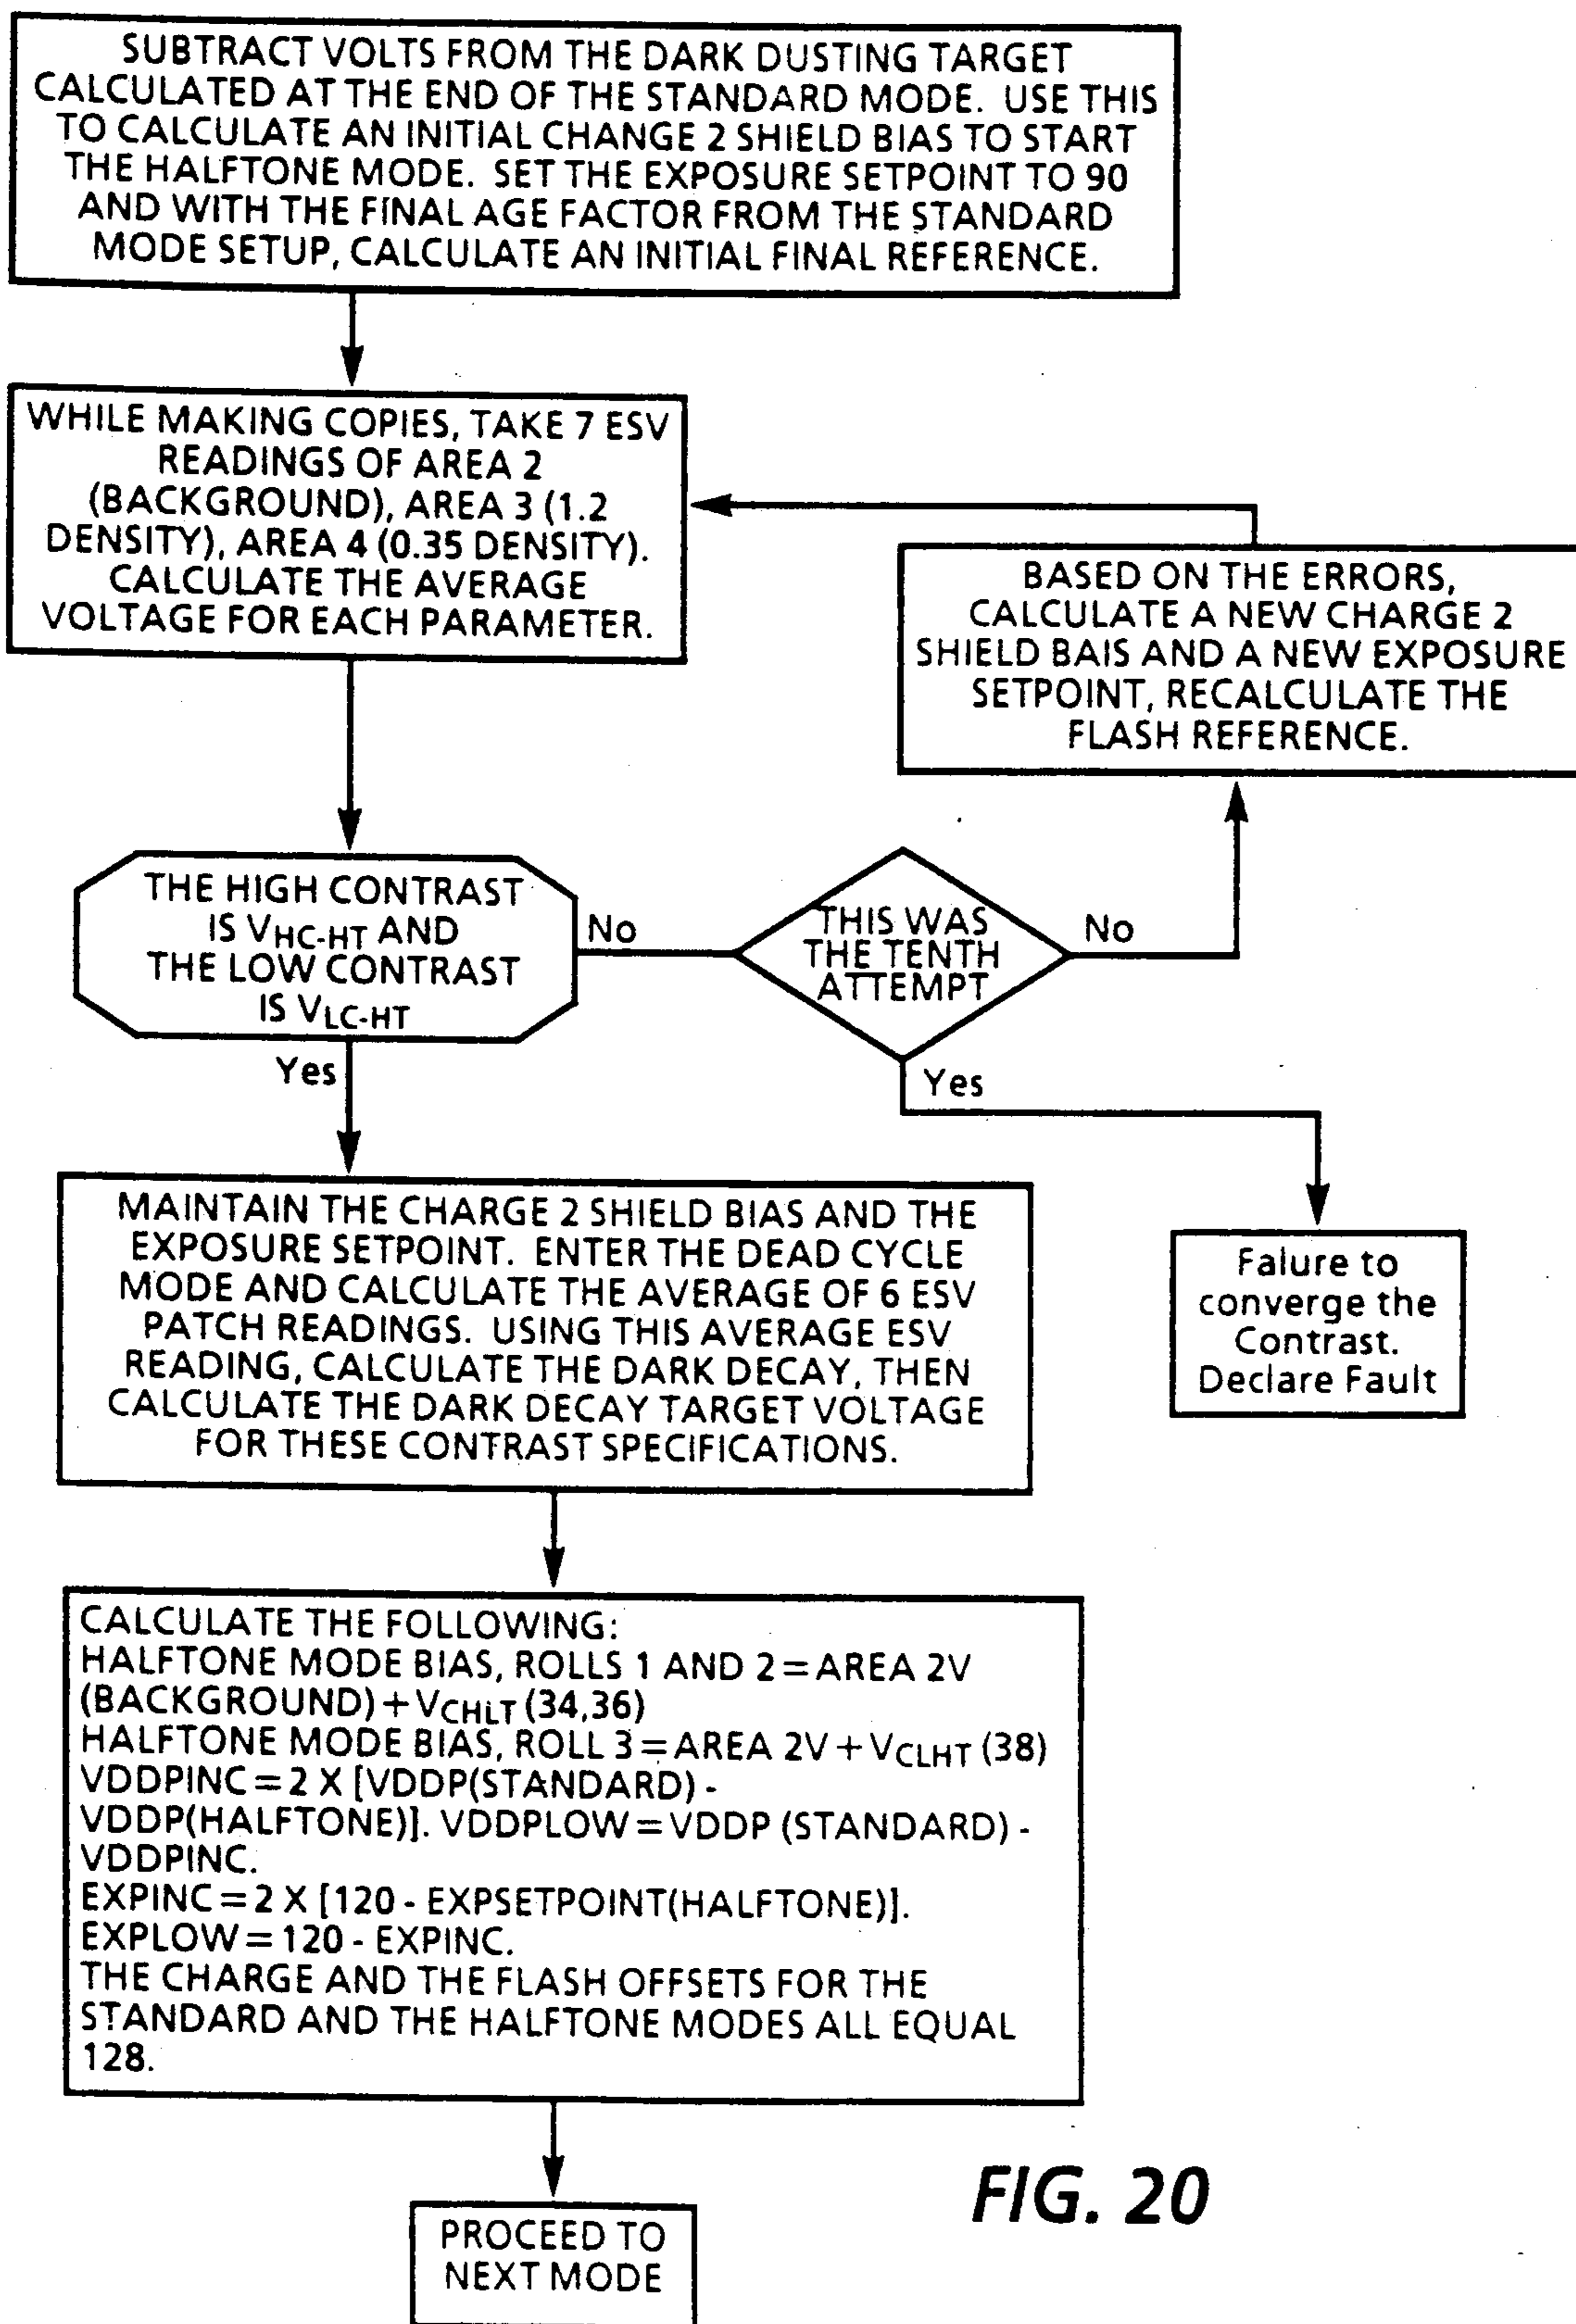 SUBTRACT VOLTS FROM THE DARK DUSTING TARGET
CALCULATED AT THE END OF THE STANDARD MODE. USE THIS
TO CALCULATE AN INITIAL CHANGE 2 SHIELD BIAS TO START
THE HALFTONE MODE. SET THE EXPOSURE SETPOINT TO 90
AND WITH THE FINAL AGE FACTOR FROM THE STANDARD
MODE SETUP, CALCULATE AN INITIAL FINAL REFERENCE.
WHILE MAKING COPIES, TAKE 7 ESV
READINGS OF AREA 2
(BACKGROUND), AREA 3 (1.2
DENSITY), AREA 4 (0.35 DENSITY).
CALCULATE THE AVERAGE
VOLTAGE FOR EACH PARAMETER.
BASED ON THE ERRORS,
CALCULATE A NEW CHARGE 2
SHIELD BAIS AND A NEW EXPOSURE
SETPOINT, RECALCULATE THE
FLASH REFERENCE.
THE HIGH CONTRAST
IS VHC-HT AND
THE LOW CONTRAST
IS VLC-HT
No
THIS WAS
THE TENTH
ATTEMPT
No
Yes
Yes
MAINTAIN THE CHARGE 2 SHIELD BIAS AND THE
EXPOSURE SETPOINT. ENTER THE DEAD CYCLE
MODE AND CALCULATE THE AVERAGE OF 6 ESV
PATCH READINGS. USING THIS AVERAGE ESV
READING, CALCULATE THE DARK DECAY, THEN
CALCULATE THE DARK DECAY TARGET VOLTAGE
FOR THESE CONTRAST SPECIFICATIONS.
Falure to
converge the
Contrast.
Declare Fault
CALCULATE THE FOLLOWING:
HALFTONE MODE BIAS, ROLLS 1 AND 2 = AREA 2V
(BACKGROUND) + VCHLT (34,36)
HALFTONE MODE BIAS, ROLL 3 = AREA 2V + VCLHT (38)
VDDPINC = 2 X [VDDP(STANDARD) -
VDDP(HALFTONE)]. VDDPLOW = VDDP (STANDARD) -
VDDPINC.
EXPINC = 2 X [120 - EXPSETPOINT(HALFTONE)].
EXPLOW = 120 - EXPINC.
THE CHARGE AND THE FLASH OFFSETS FOR THE
STANDARD AND THE HALFTONE MODES ALL EQUAL
128.
PROCEED TO
NEXT MODE
FIG. 20